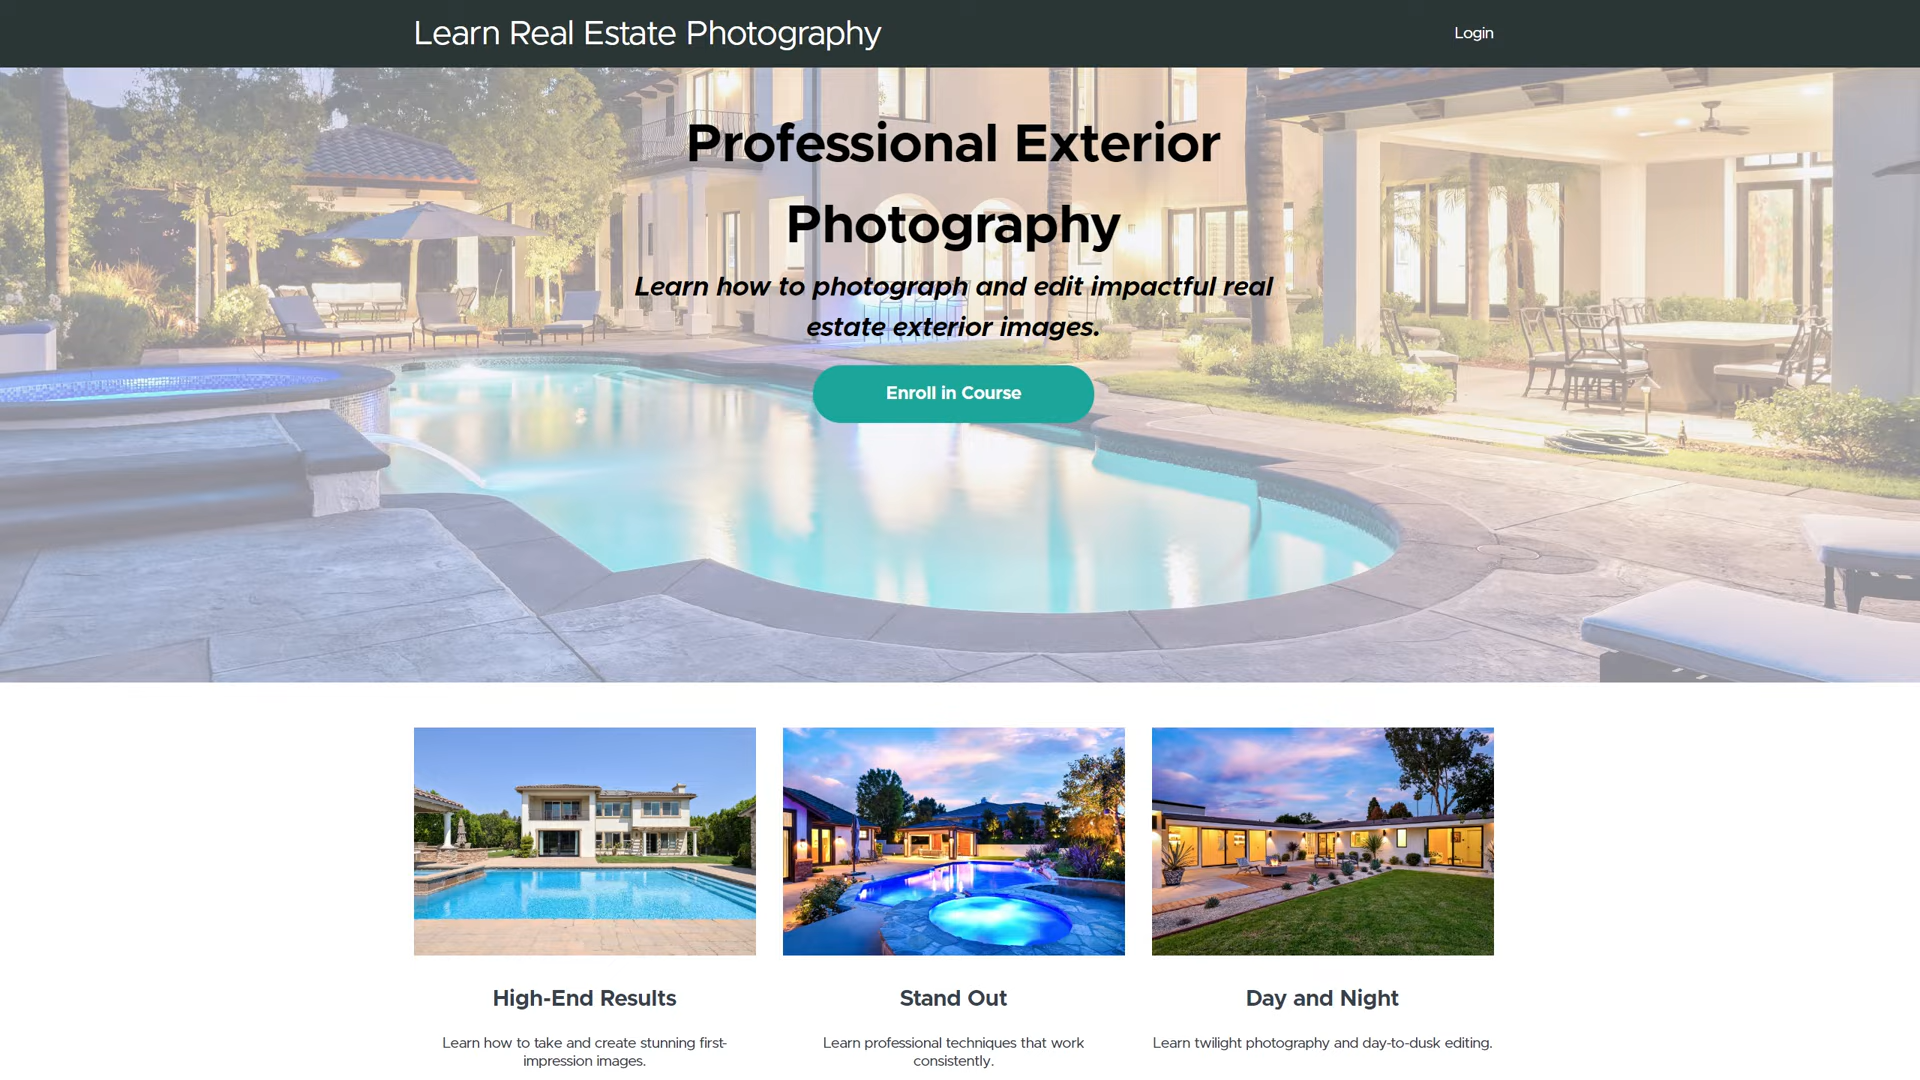 Learn Real Estate Photography
Login
Professional Exterior
Photography
Learn how to photograph and edit impactful real
estate exterior images.
Enroll in Course
High-End Results
Learn how to take and create stunning first-
impression images.
Stand Out
Learn professional techniques that work
consistently.
Day and Night
Learn twilight photography and day-to-dusk editing.